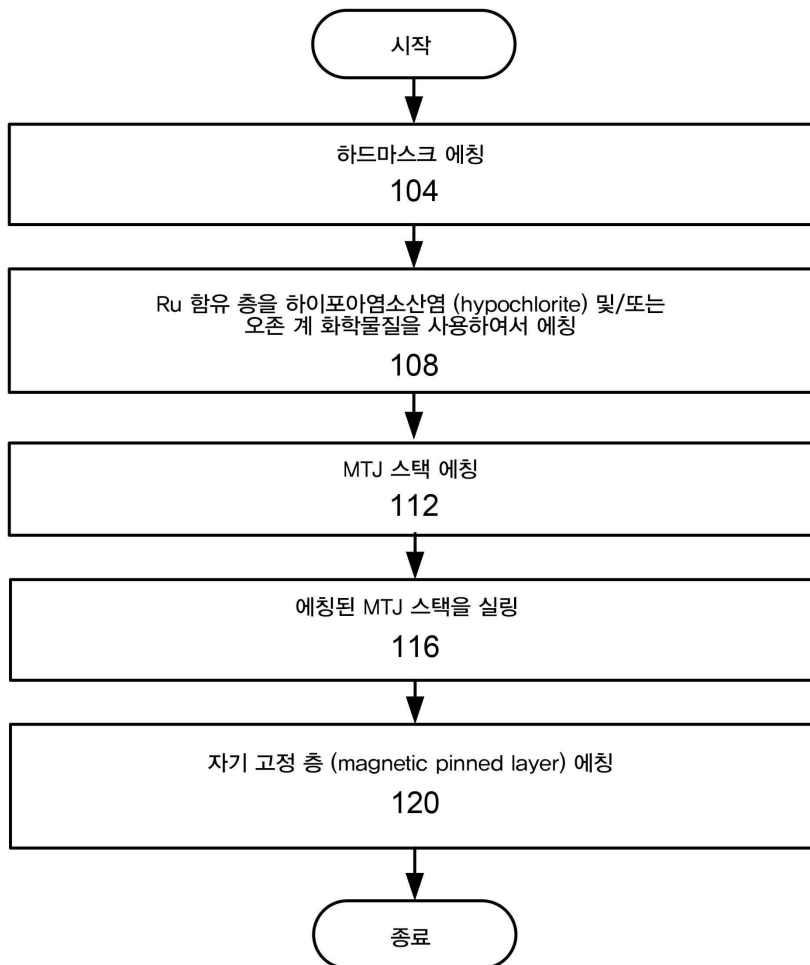 시작
하드마스크 에칭
104
Ru 함유 층을 하이포아염소산염 (hypochlorite) 및/또는
오존 계 화학물질을 사용하여서 에칭
108
MTJ 스택 에칭
112
에칭된 MTJ 스택을 실링
116
자기 고정 층 (magnetic pinned layer) 에칭
120
종료